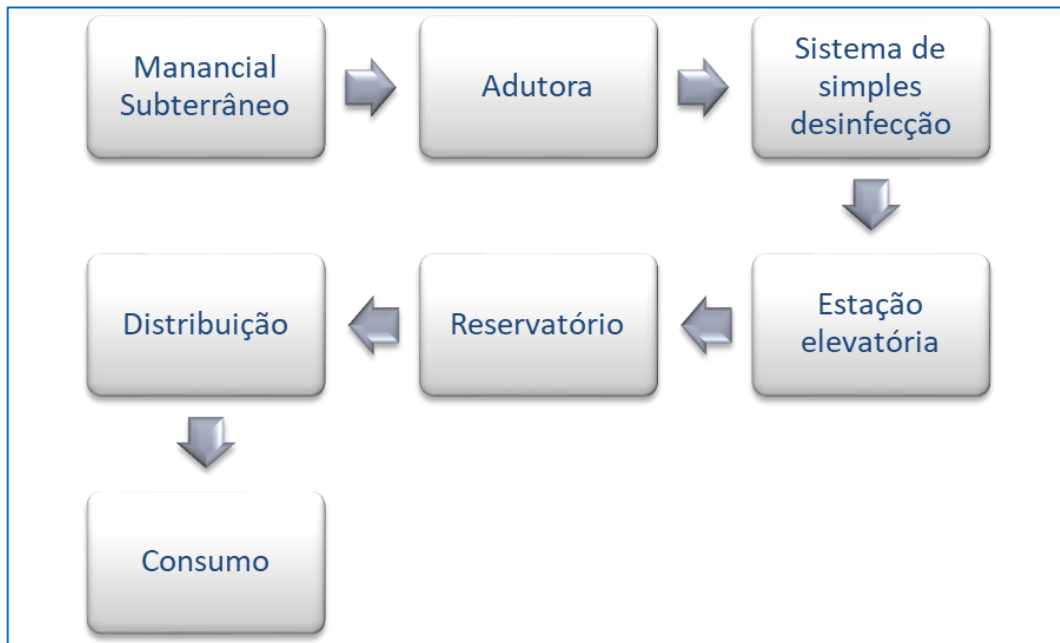 Manancial
Subterrâneo
Adutora
Sistema de
simples
desinfecção
Estação
elevatória
Reservatório
Distribuição
Consumo